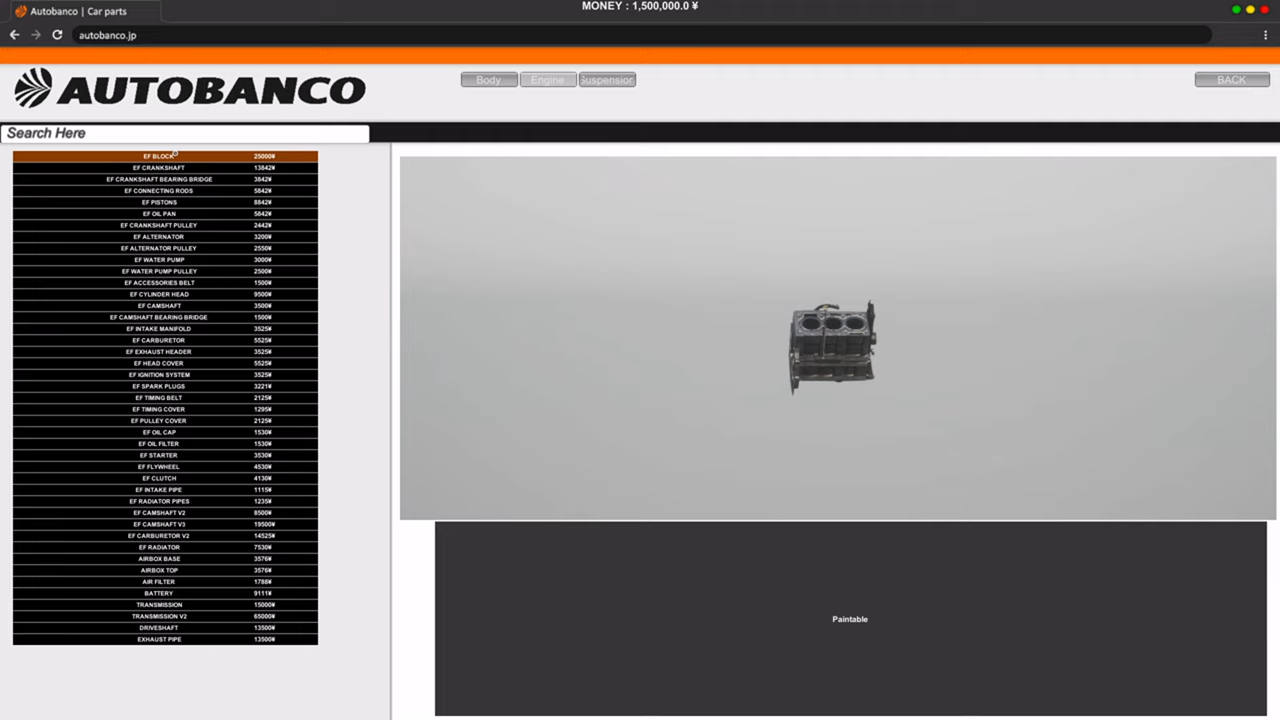 MONEY : 1,500,000.0 ¥
Autobanco | Car parts
autobanco.jp
AUTOBANCO
Body Engine Suspension BACK
Search Here
EF BLOCK 25000¥
EF CRANKSHAFT 13842¥
EF CRANKSHAFT BEARING BRIDGE 3842¥
EF CONNECTING RODS 5842¥
EF PISTONS 8842¥
EF OIL PAN 5842¥
EF CRANKSHAFT PULLEY 2442¥
EF ALTERNATOR 3200¥
EF ALTERNATOR PULLEY 2550¥
EF WATER PUMP 3000¥
EF WATER PUMP PULLEY 2500¥
EF ACCESSORIES BELT 1500¥
EF CYLINDER HEAD 9500¥
EF CAMSHAFT 3500¥
EF CAMSHAFT BEARING BRIDGE 1500¥
EF INTAKE MANIFOLD 3525¥
EF CARBURETOR 5525¥
EF EXHAUST HEADER 3525¥
EF HEAD COVER 5525¥
EF IGNITION SYSTEM 3525¥
EF SPARK PLUGS 3221¥
EF TIMING BELT 2125¥
EF TIMING COVER 1295¥
EF PULLEY COVER 2125¥
EF OIL CAP 1530¥
EF OIL FILTER 1530¥
EF STARTER 3530¥
EF FLYWHEEL 4530¥
EF CLUTCH 4130¥
EF INTAKE PIPE 1115¥
EF RADIATOR PIPES 1235¥
EF CAMSHAFT V2 8500¥
EF CAMSHAFT V3 19500¥
EF CARBURETOR V2 14525¥
EF RADIATOR 7530¥
AIRBOX BASE 3576¥
AIRBOX TOP 3576¥
AIR FILTER 1788¥
BATTERY 9111¥
TRANSMISSION 15000¥
TRANSMISSION V2 65000¥
DRIVESHAFT 13500¥
EXHAUST PIPE 13500¥
Paintable